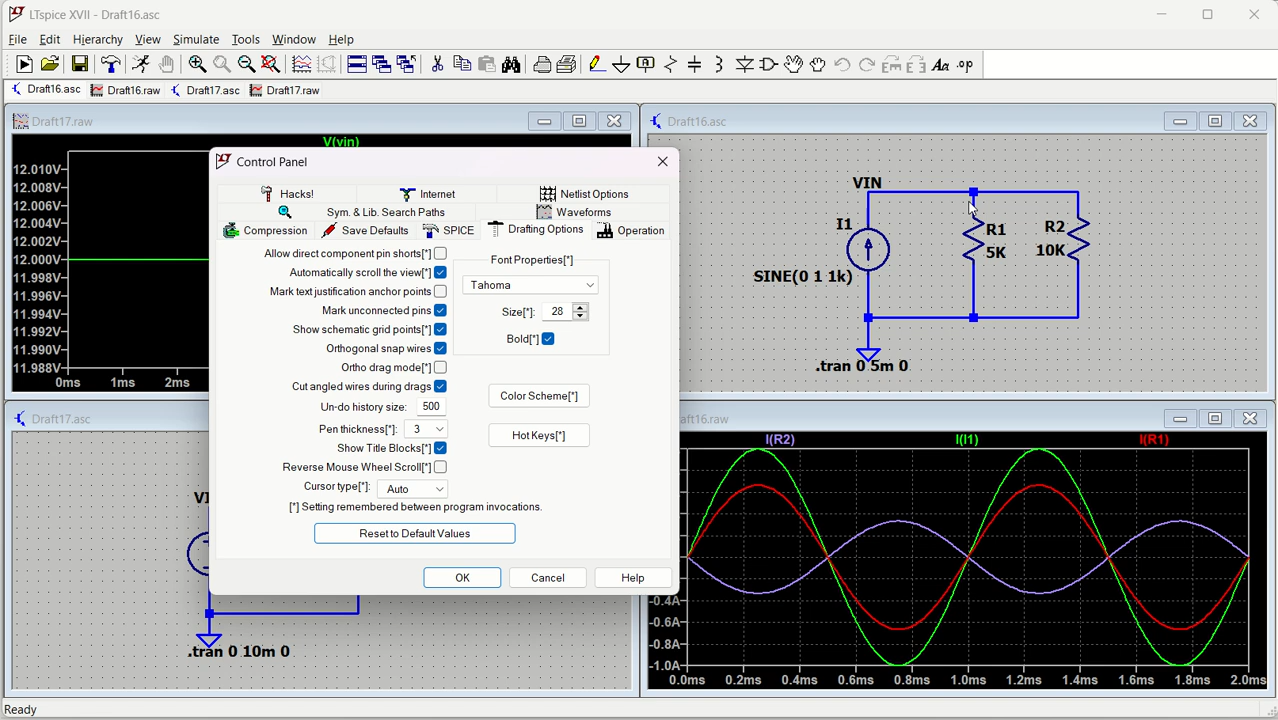 LTspice XVII - Draft16.asc
File Edit Hierarchy View Simulate Tools Window Help
Draft16.asc Draft16.raw Draft17.asc Draft17.raw
Draft17.raw
V(vin)
12.010V
12.008V
12.006V
12.004V
12.002V
12.000V
11.998V
11.996V
11.994V
11.992V
11.990V
11.988V
0ms 1ms 2ms
Draft16.asc
VIN
I1
SINE(0 1 1k)
R1
5K
R2
10K
.tran 0 5m 0
Control Panel
Hacks! Internet Netlist Options
Sym. & Lib. Search Paths Waveforms
Compression Save Defaults SPICE Drafting Options Operation
Allow direct component pin shorts[*]
Automatically scroll the view[*]
Mark text justification anchor points
Mark unconnected pins
Show schematic grid points[*]
Orthogonal snap wires
Ortho drag mode[*]
Cut angled wires during drags
Un-do history size: 500
Pen thickness[*]: 3
Show Title Blocks[*]
Reverse Mouse Wheel Scroll[*]
Cursor type[*]: Auto
[*] Setting remembered between program invocations.
Reset to Default Values
Font Properties[*]
Tahoma
Size[*]: 28
Bold[*]
Color Scheme[*]
Hot Keys[*]
OK Cancel Help
Draft17.asc
.tran 0 10m 0
aft16.raw
I(R2) I(I1) I(R1)
-0.4A
-0.6A
-0.8A
-1.0A
0.0ms 0.2ms 0.4ms 0.6ms 0.8ms 1.0ms 1.2ms 1.4ms 1.6ms 1.8ms 2.0ms
Ready